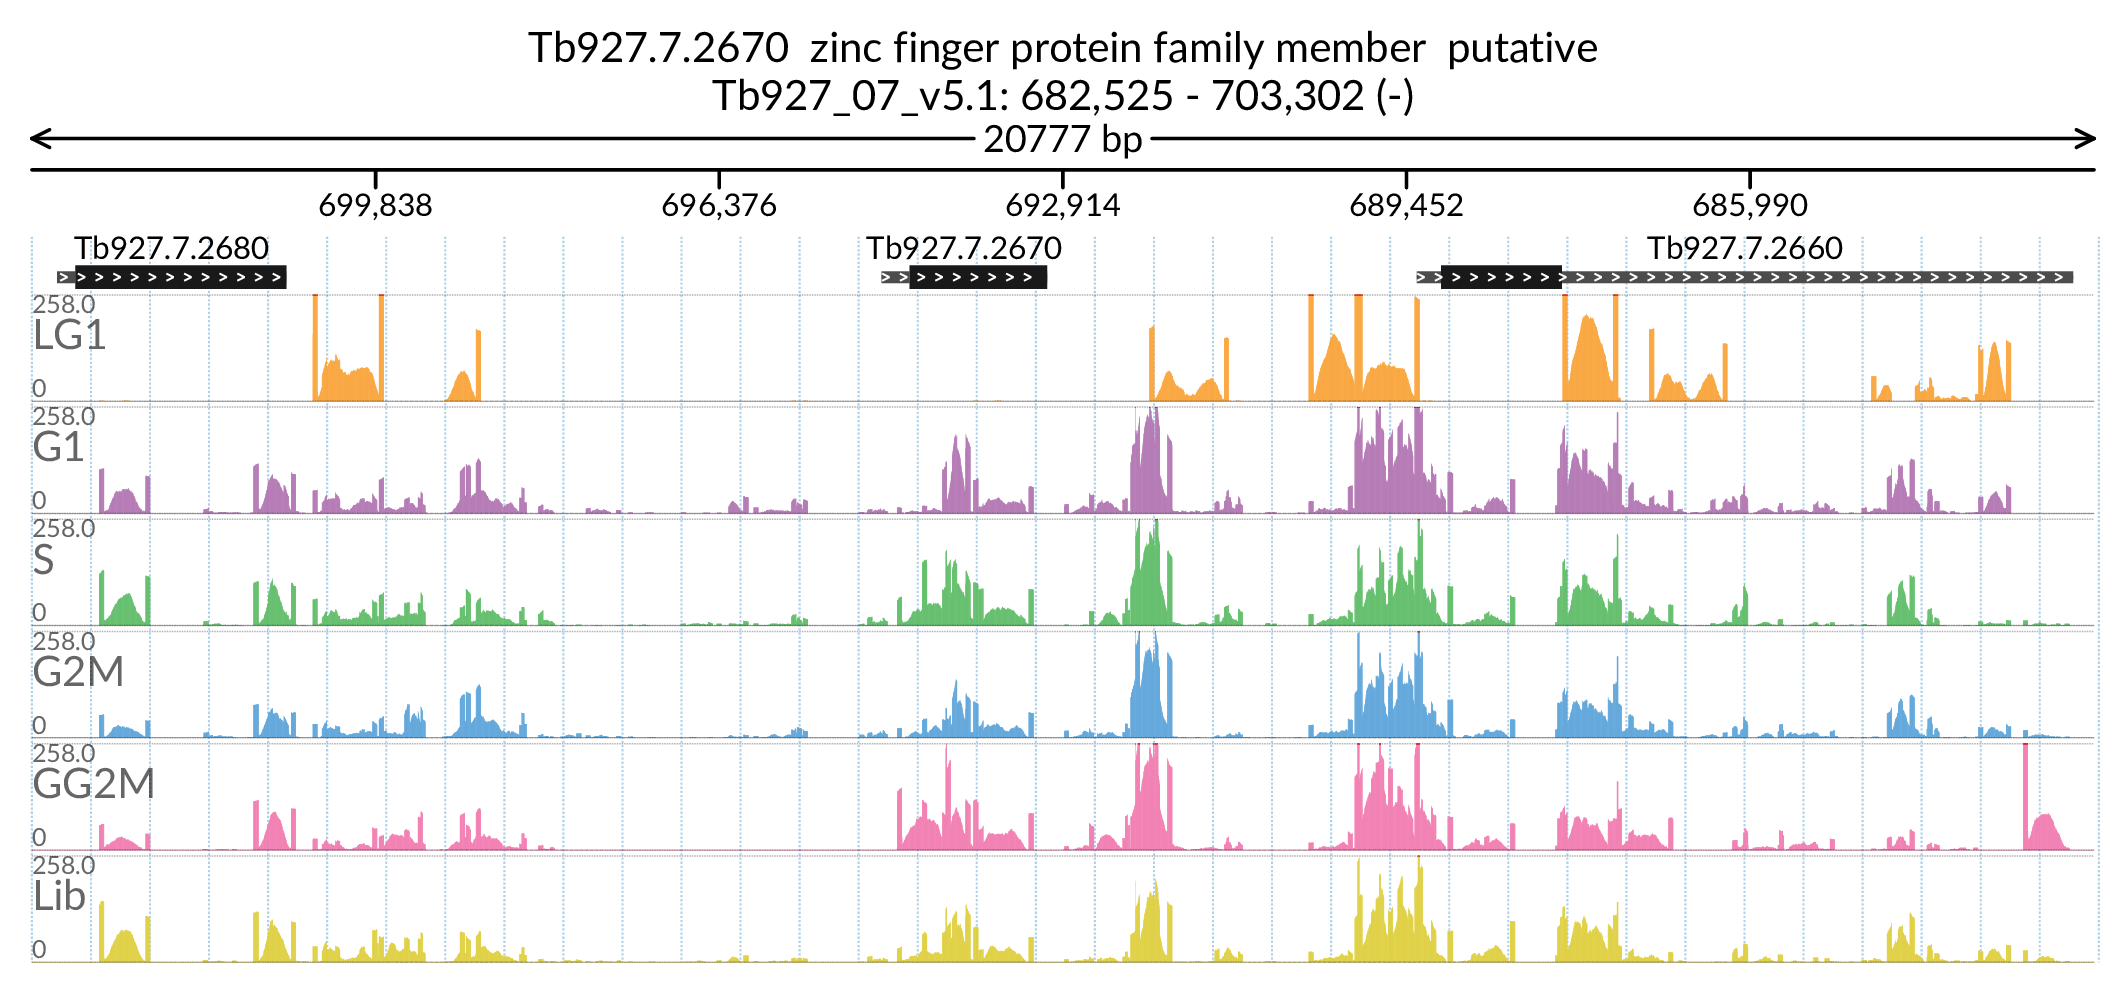 Tb927.7.2670 zinc finger protein family member putative
Tb927_07_v5.1: 682,525 - 703,302 (-)
20777 bp
699,838 696,376 692,914 689,452 685,990
Tb927.7.2680 Tb927.7.2670 Tb927.7.2660
258.0
LG1
0
258.0
G1
0
258.0
S
0
258.0
G2M
0
258.0
GG2M
0
258.0
Lib
0